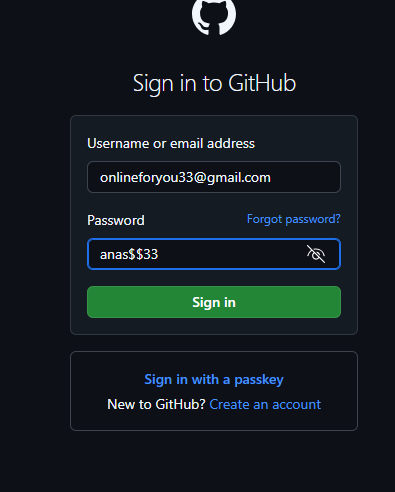 Sign in to GitHub
Username or email address
onlineforyou33@gmail.com
Password Forgot password?
anas$$33
Sign in
Sign in with a passkey
New to GitHub? Create an account